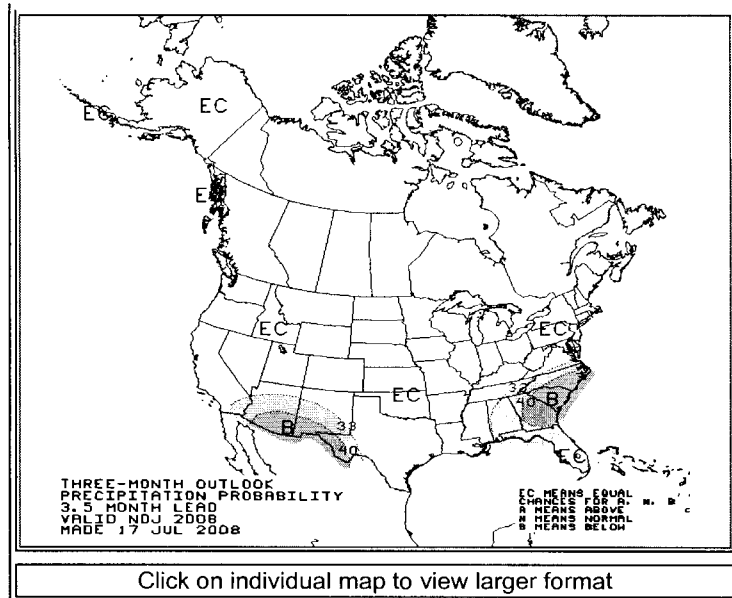 EC
EC
E
EC
EC
EC
33
40
B
B
33
40
EC
THREE-MONTH OUTLOOK
PRECIPITATION PROBABILITY
3.5 MONTH LEAD
VALID NDJ 2008
MADE 17 JUL 2008
EC MEANS EQUAL
CHANCES FOR A, N, B
A MEANS ABOVE
N MEANS NORMAL
B MEANS BELOW
Click on individual map to view larger format